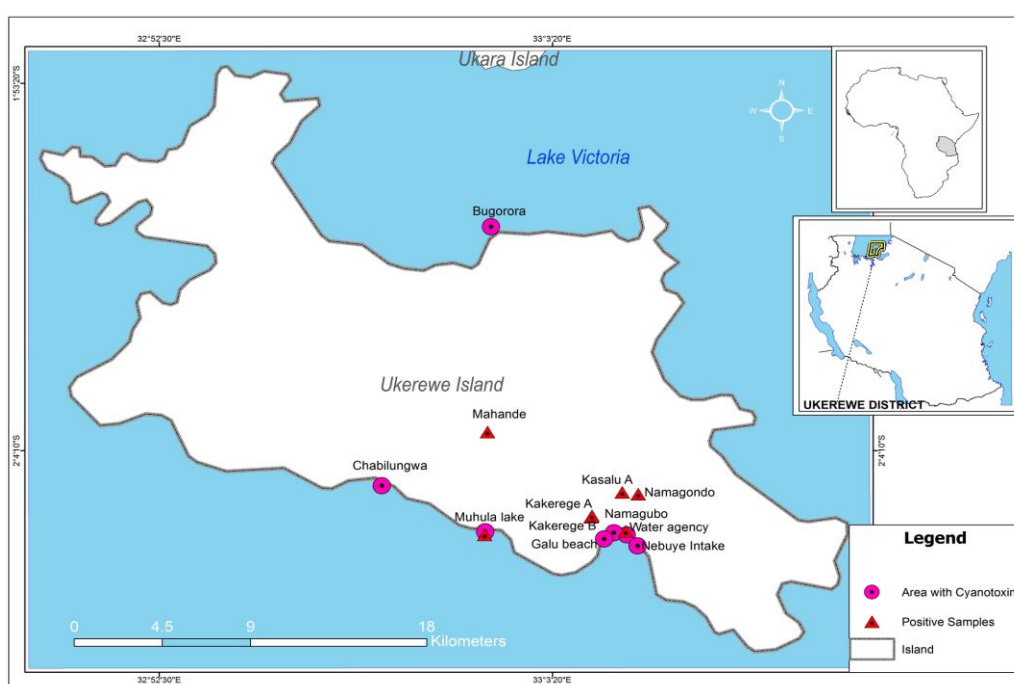 32°52'30"E
33°3'20"E
Ukara Island
1°53'20"S
N
W
E
S
Lake Victoria
Bugorora
UKEREWE DISTRICT
Ukerewe Island
Mahande
2°4'10"S
2°4'10"S
Chabilungwa
Kasalu A
Namagondo
Kakerege A
Muhula lake
Namagubo
Kakerege B
Water agency
Galu beach
Nebuye Intake
Legend
Area with Cyanotoxin
Positive Samples
Island
0 4.5 9 18
Kilometers
32°52'30"E
33°3'20"E